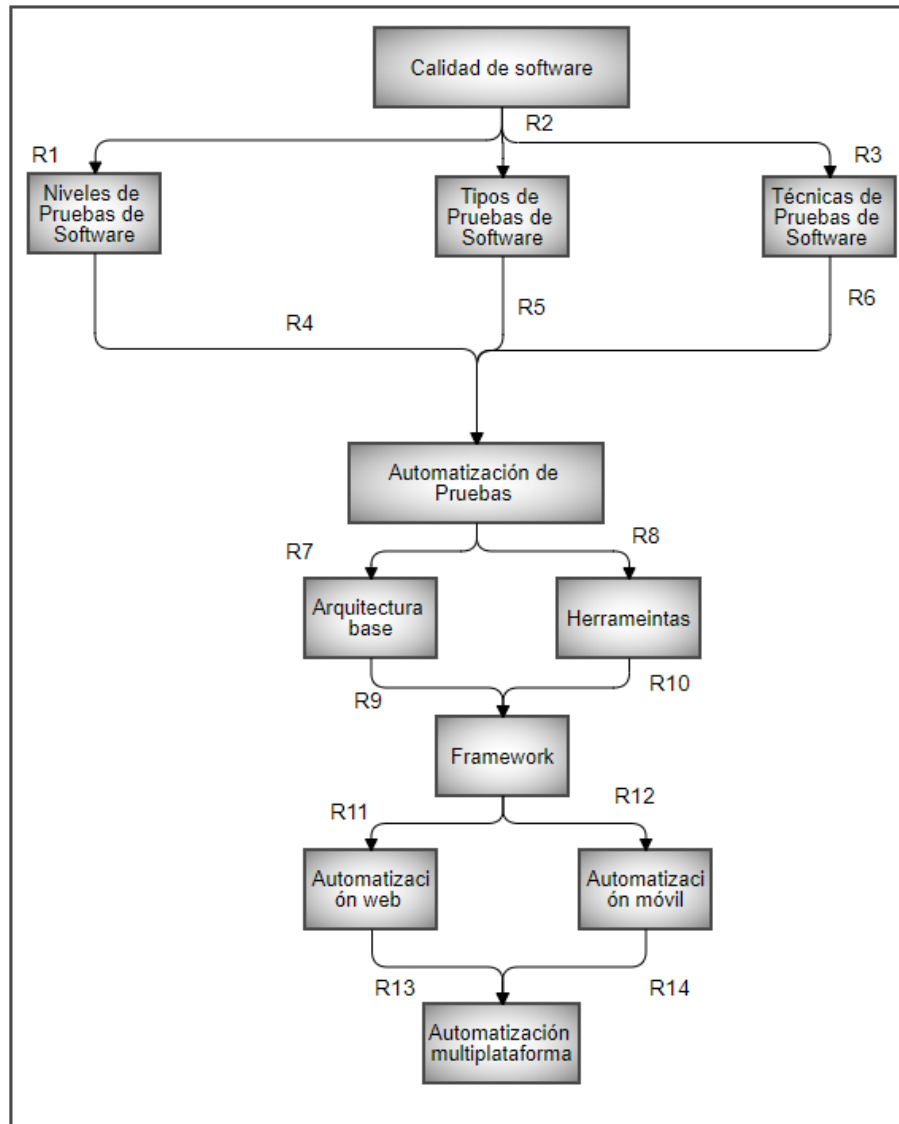 Calidad de software
R2
R1
R3
Niveles de
Pruebas de
Software
Tipos de
Pruebas de
Software
Técnicas de
Pruebas de
Software
R4
R5
R6
Automatización de
Pruebas
R7
R8
Arquitectura
base
Herrameintas
R9
R10
Framework
R11
R12
Automatizaci
ón web
Automatizaci
ón móvil
R13
R14
Automatización
multiplataforma